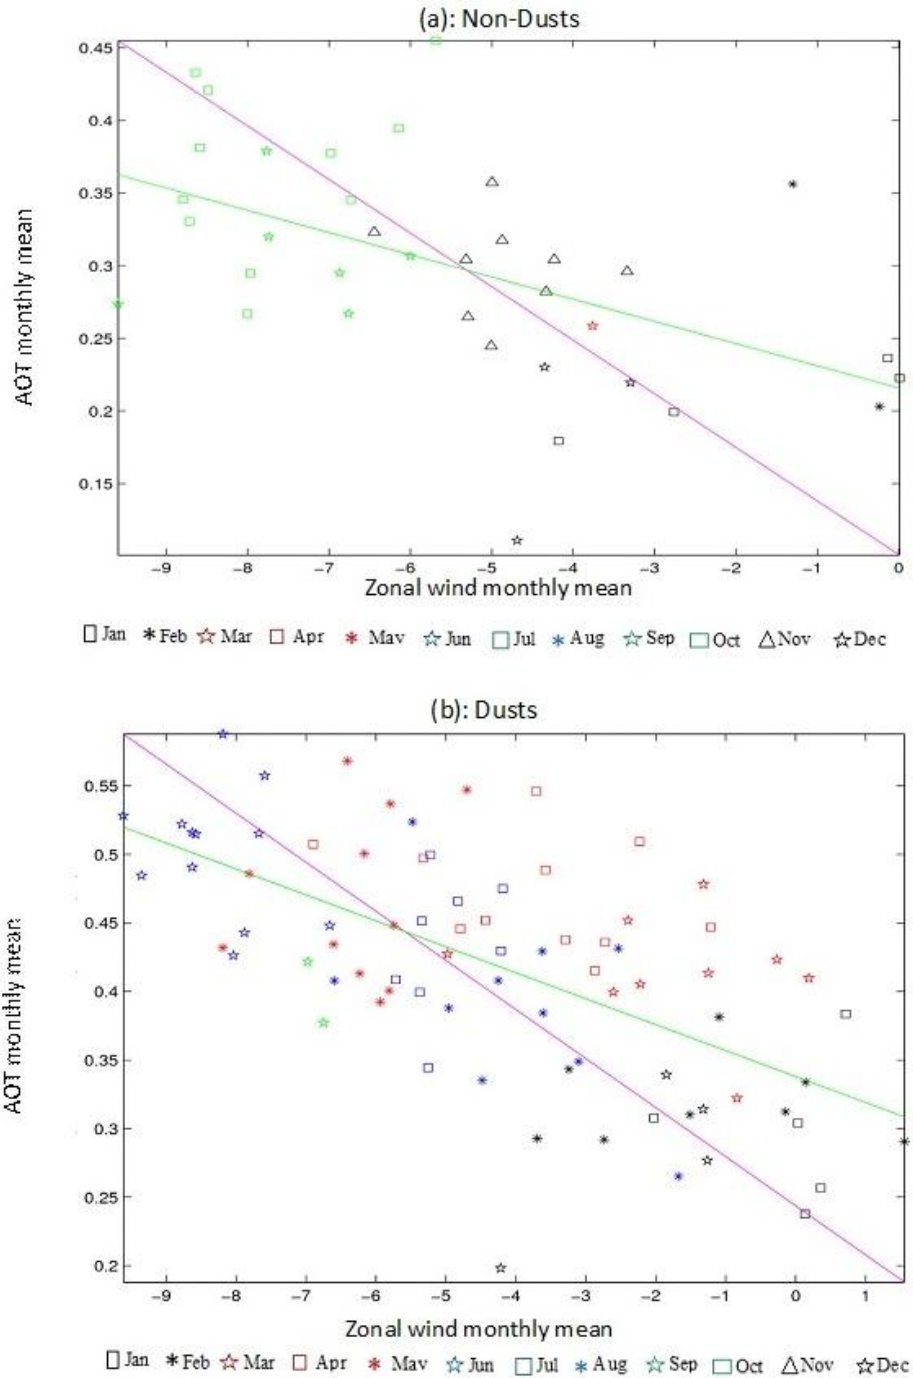 (a): Non-Dusts
0.45
0.4
0.35
0.3
0.25
0.2
0.15
AOT monthly mean
−9 −8 −7 −6 −5 −4 −3 −2 −1 0
Zonal wind monthly mean
Jan Feb Mar Apr Mav Jun Jul Aug Sep Oct Nov Dec
(b): Dusts
0.55
0.5
0.45
0.4
0.35
0.3
0.25
0.2
AOT monthly mean
−9 −8 −7 −6 −5 −4 −3 −2 −1 0 1
Zonal wind monthly mean
Jan Feb Mar Apr Mav Jun Jul Aug Sep Oct Nov Dec